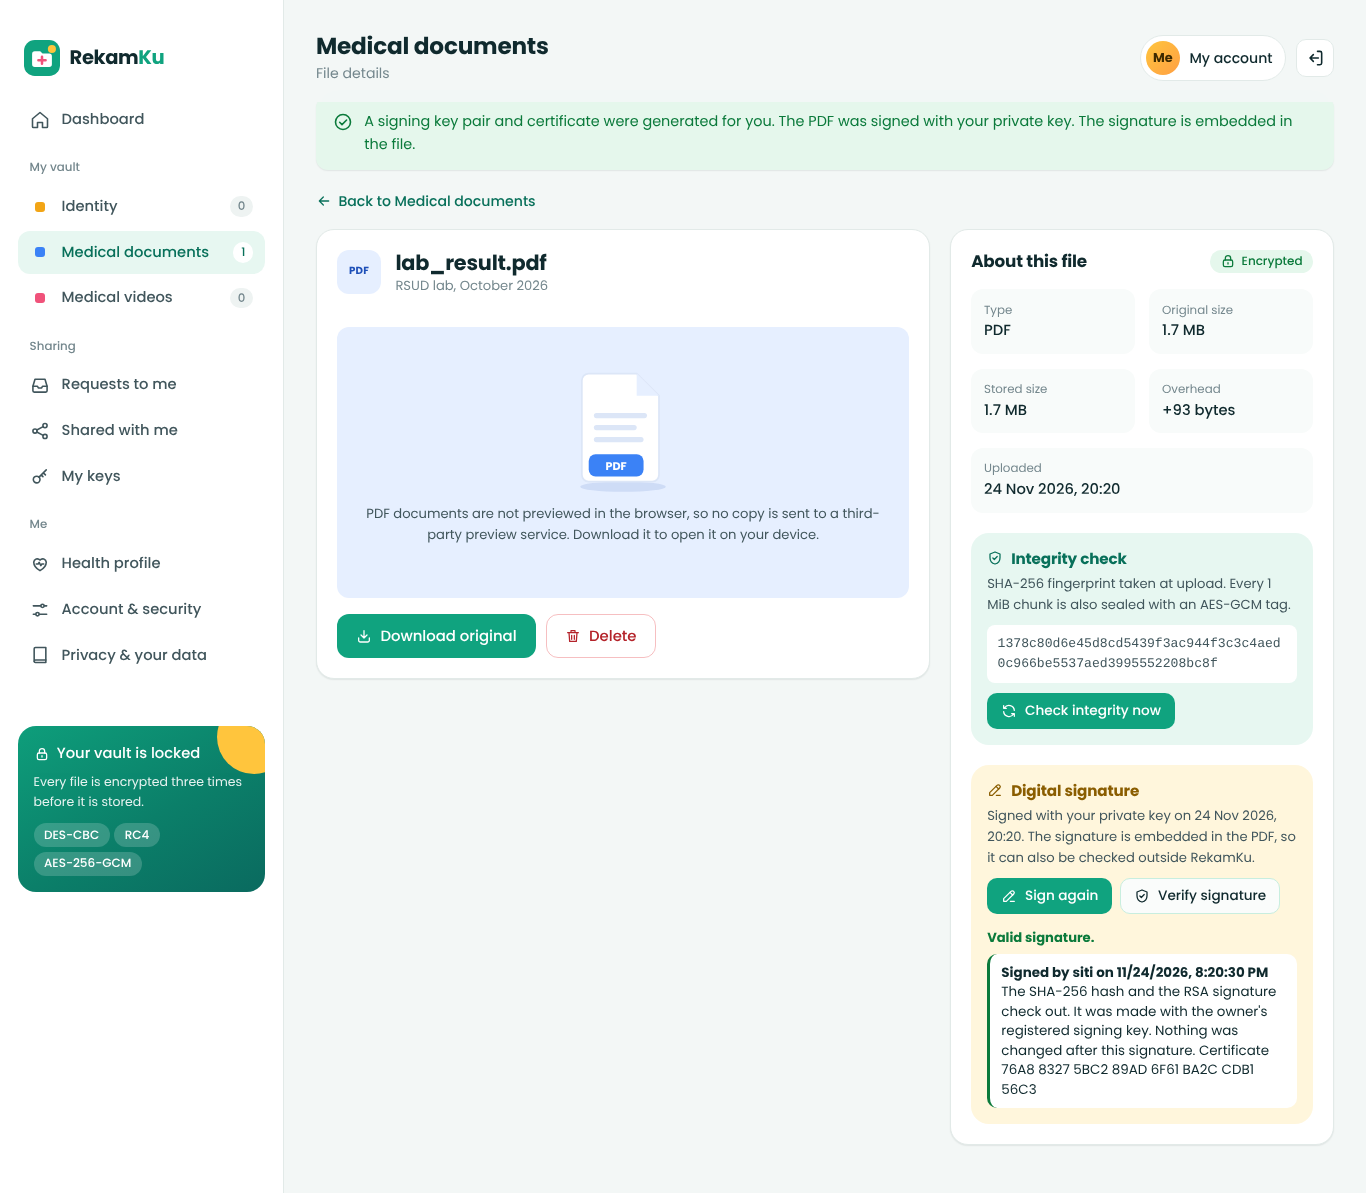 RekamKu
Dashboard
My vault
Identity 0
Medical documents 1
Medical videos 0
Sharing
Requests to me
Shared with me
My keys
Me
Health profile
Account & security
Privacy & your data
Your vault is locked
Every file is encrypted three times
before it is stored.
DES-CBC RC4
AES-256-GCM
Medical documents
File details
Me My account
A signing key pair and certificate were generated for you. The PDF was signed with your private key. The signature is embedded in
the file.
Back to Medical documents
PDF
lab_result.pdf
RSUD lab, October 2026
PDF
PDF documents are not previewed in the browser, so no copy is sent to a third-
party preview service. Download it to open it on your device.
Download original
Delete
About this file
Encrypted
Type
PDF
Original size
1.7 MB
Stored size
1.7 MB
Overhead
+93 bytes
Uploaded
24 Nov 2026, 20:20
Integrity check
SHA-256 fingerprint taken at upload. Every 1
MiB chunk is also sealed with an AES-GCM tag.
1378c80d6e45d8cd5439f3ac944f3c3c4aed
0c966be5537aed3995552208bc8f
Check integrity now
Digital signature
Signed with your private key on 24 Nov 2026,
20:20. The signature is embedded in the PDF, so
it can also be checked outside RekamKu.
Sign again
Verify signature
Valid signature.
Signed by siti on 11/24/2026, 8:20:30 PM
The SHA-256 hash and the RSA signature
check out. It was made with the owner's
registered signing key. Nothing was
changed after this signature. Certificate
76A8 8327 5BC2 89AD 6F61 BA2C CDB1
56C3